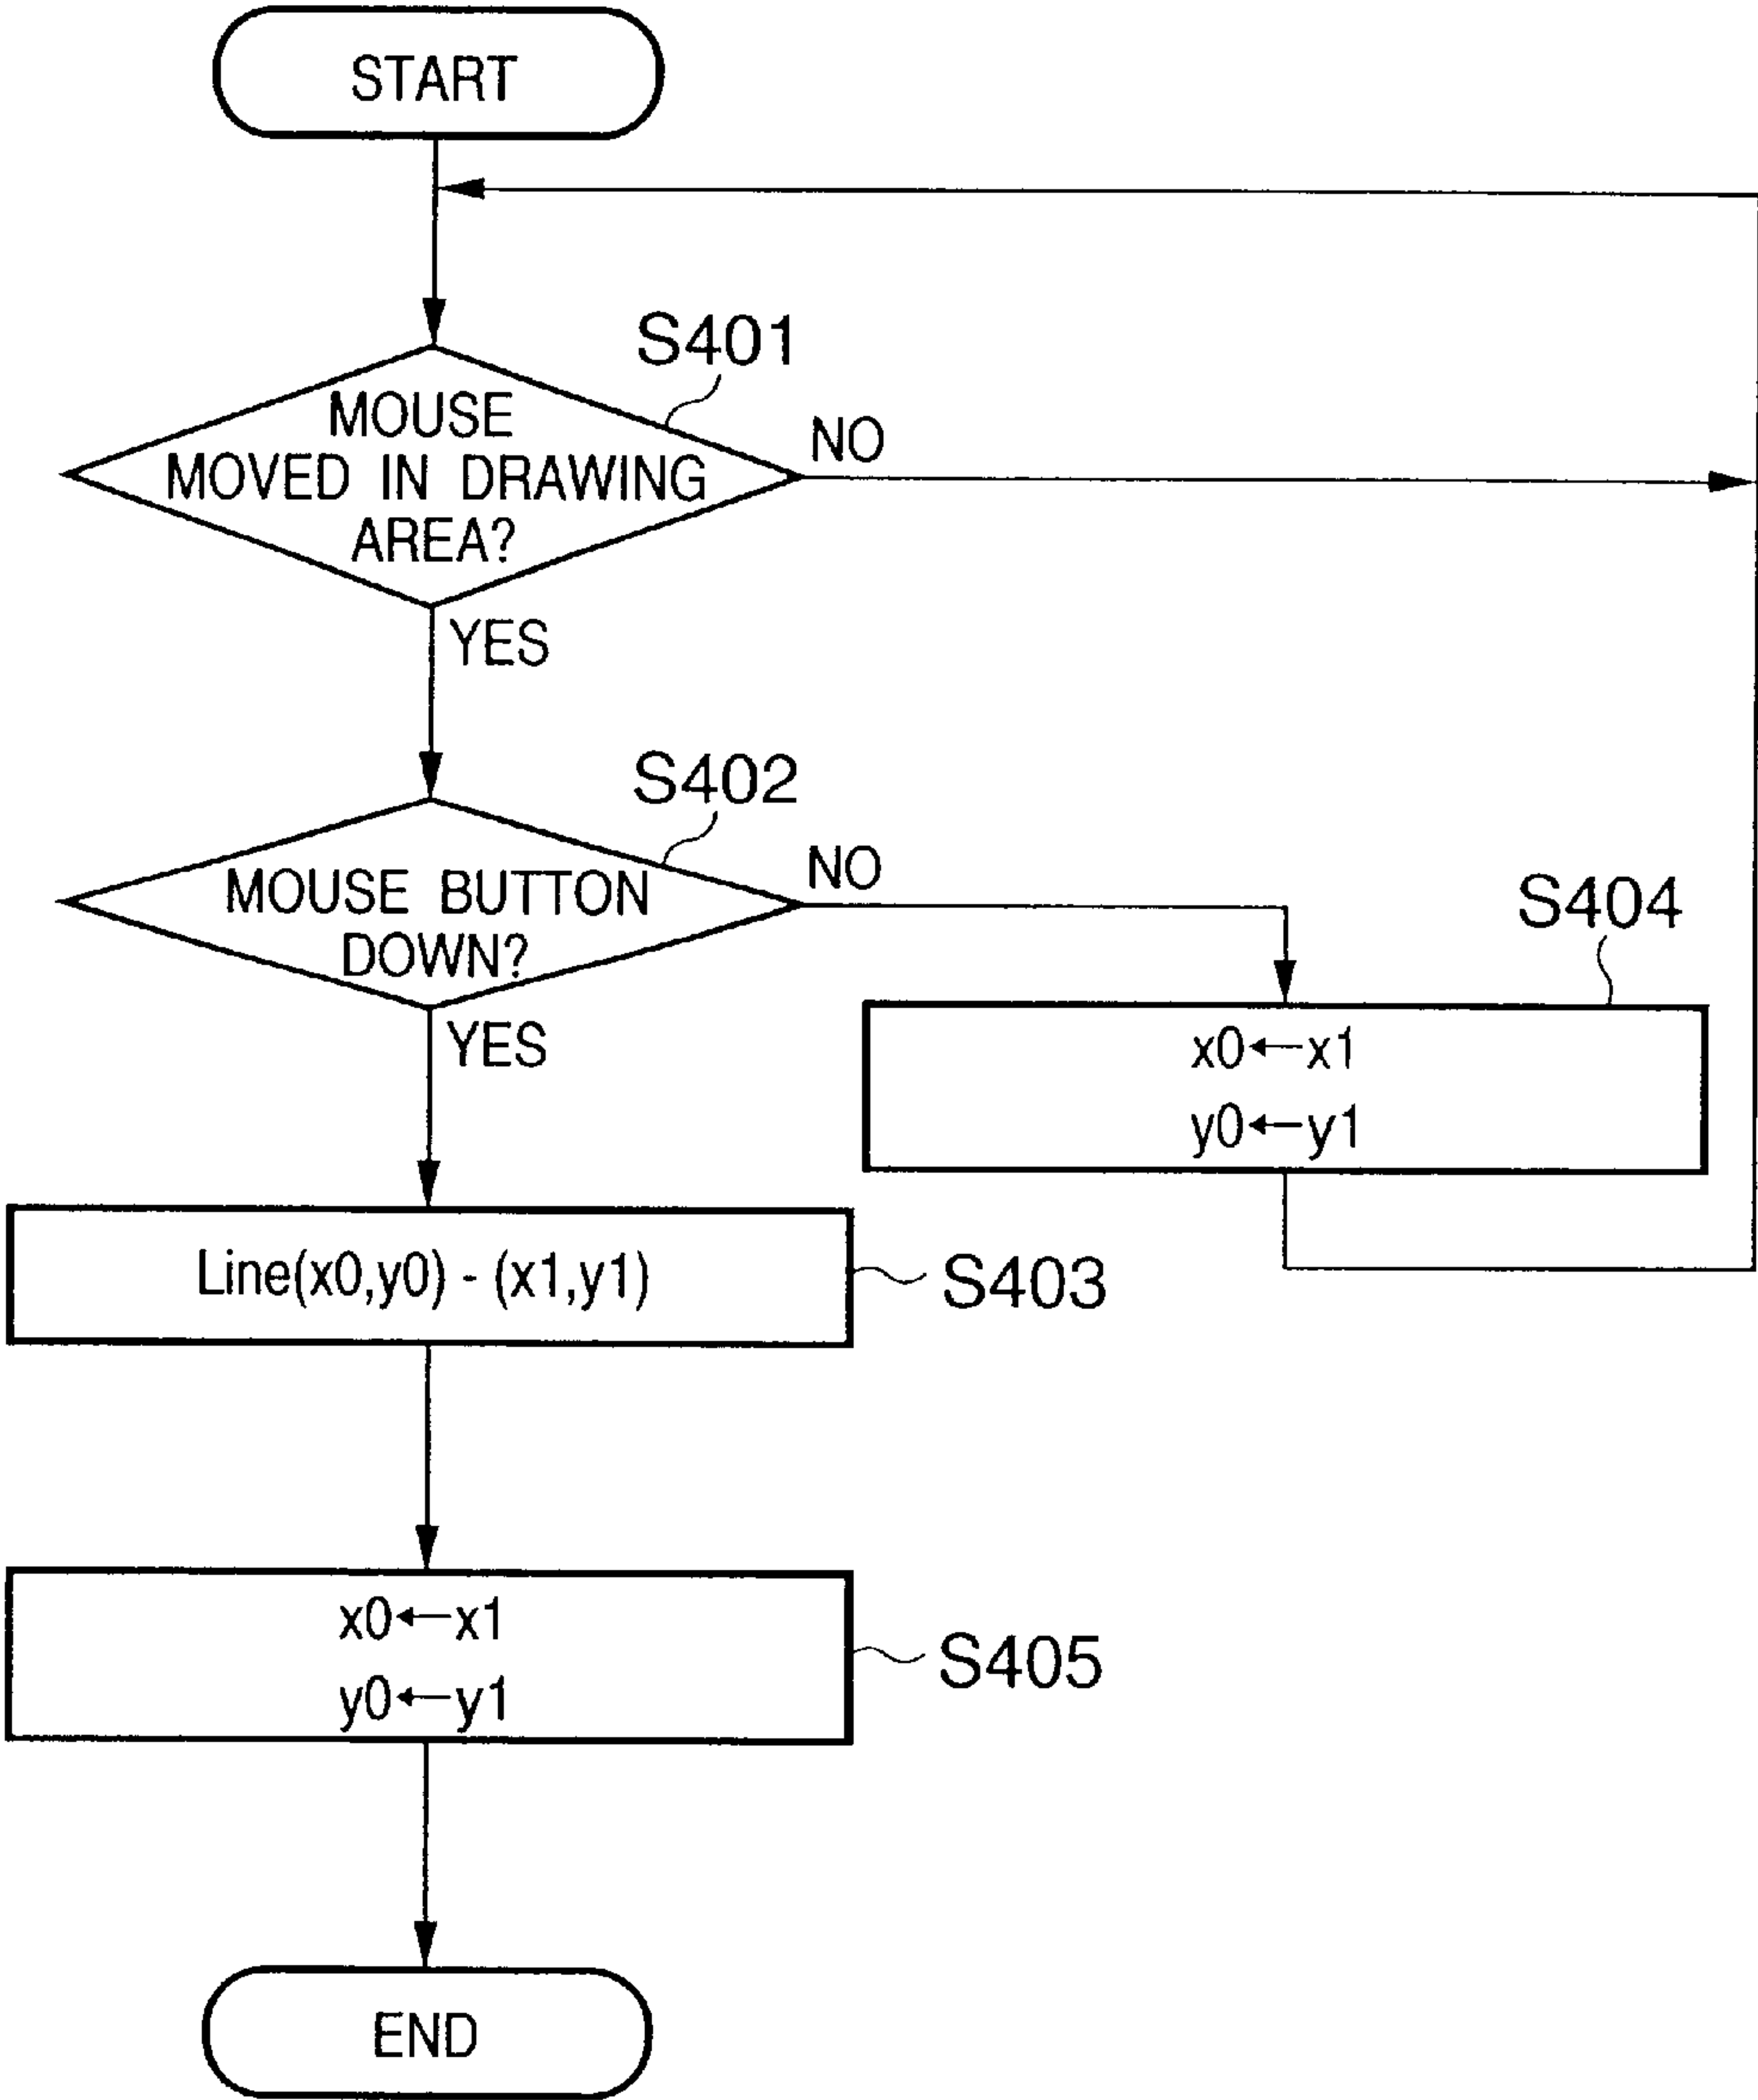 START
S401
MOUSE
MOVED IN DRAWING
AREA?
NO
YES
S402
MOUSE BUTTON
DOWN?
NO
YES
S404
x0←x1
y0←y1
Line(x0,y0) - (x1,y1)
S403
x0←x1
y0←y1
S405
END